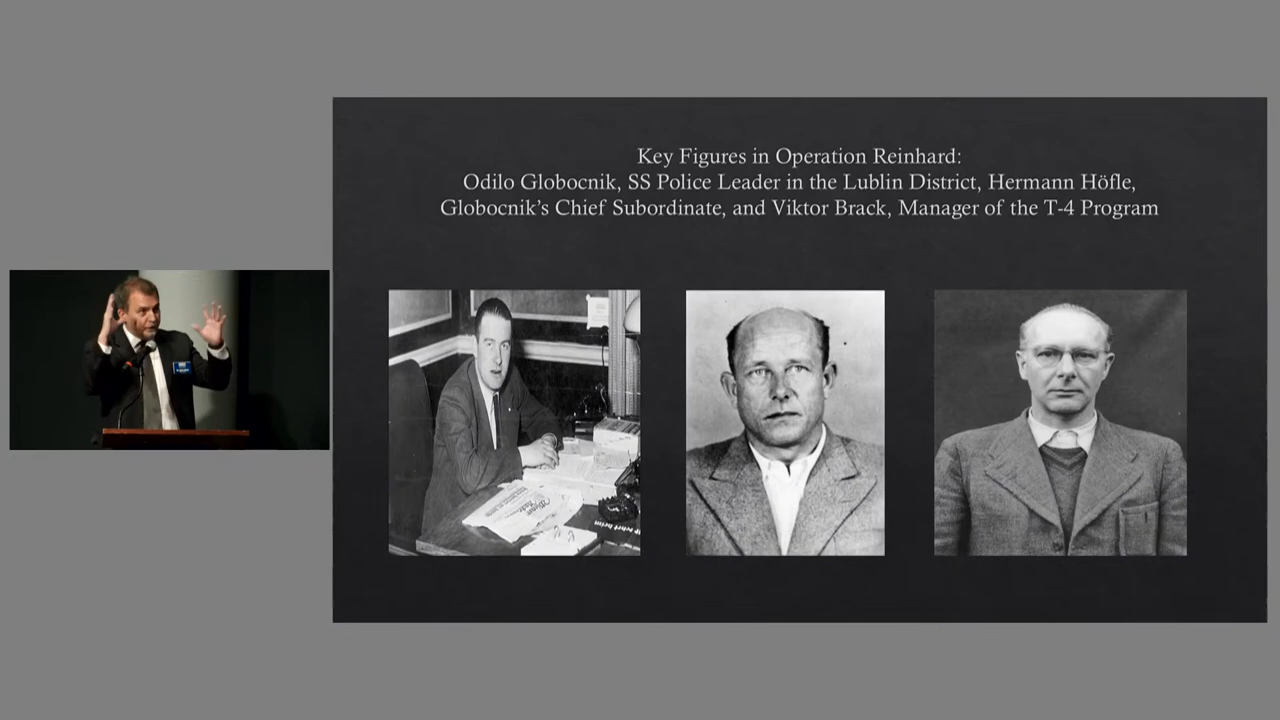 Key Figures in Operation Reinhard:
Odilo Globocnik, SS Police Leader in the Lublin District, Hermann Höfle,
Globocnik's Chief Subordinate, and Viktor Brack, Manager of the T-4 Program